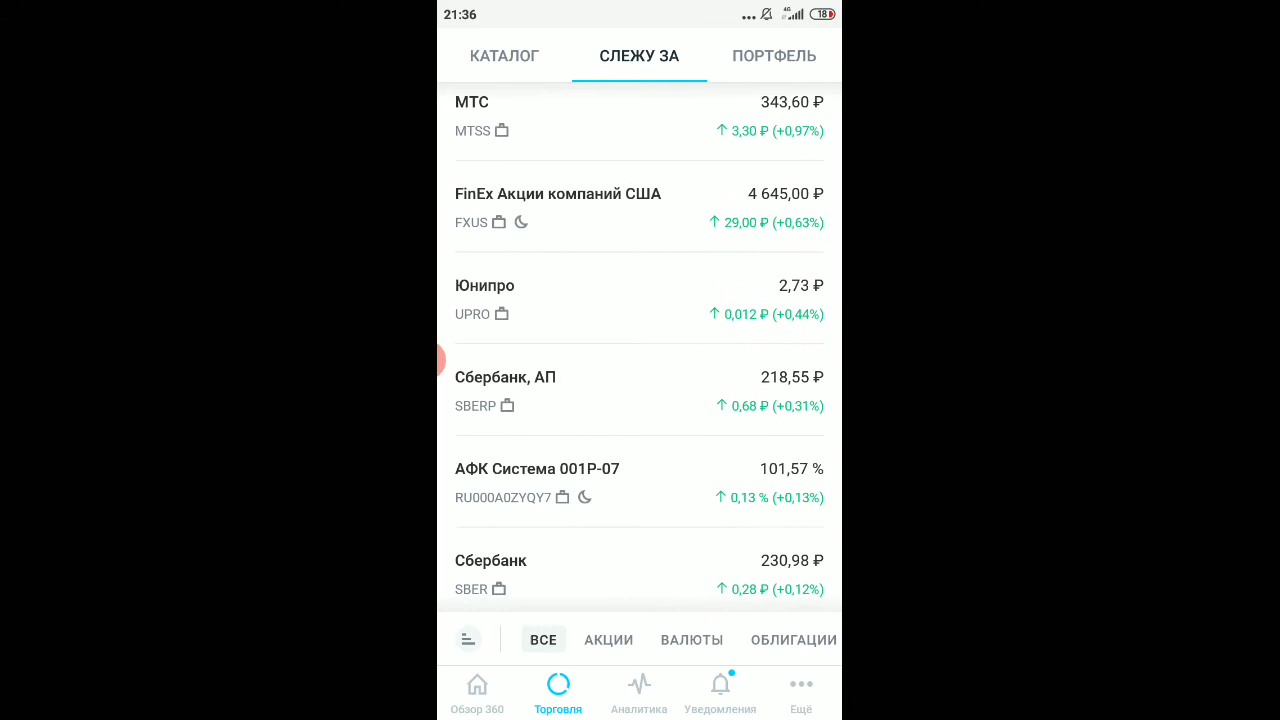 21:36
4G
18
КАТАЛОГ СЛЕЖУ ЗА ПОРТФЕЛЬ
МТС 343,60 ₽
MTSS ↑ 3,30 ₽ (+0,97%)
FinEx Акции компаний США 4 645,00 ₽
FXUS ↑ 29,00 ₽ (+0,63%)
Юнипро 2,73 ₽
UPRO ↑ 0,012 ₽ (+0,44%)
Сбербанк, АП 218,55 ₽
SBERP ↑ 0,68 ₽ (+0,31%)
АФК Система 001P-07 101,57 %
RU000A0ZYQY7 ↑ 0,13 % (+0,13%)
Сбербанк 230,98 ₽
SBER ↑ 0,28 ₽ (+0,12%)
ВСЕ АКЦИИ ВАЛЮТЫ ОБЛИГАЦИИ
Обзор 360 Торговля Аналитика Уведомления Ещё